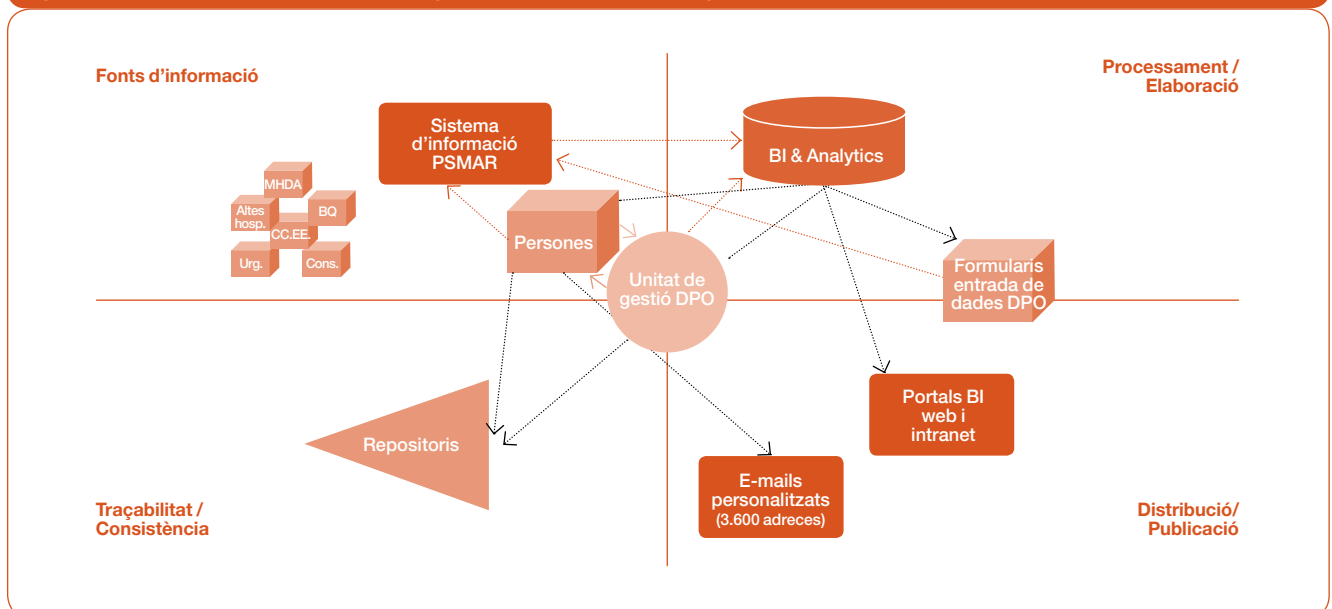 Fonts d’informació
Processament /
Elaboració
Sistema
d’informació
PSMAR
BI & Analytics
MHDA
Altes
hosp.
BQ
CC.EE.
Urg.
Cons.
Persones
Unitat de
gestió DPO
Formularis
entrada de
dades DPO
Portals BI
web i
intranet
Repositoris
E-mails
personalitzats
(3.600 adreces)
Traçabilitat /
Consistència
Distribució/
Publicació